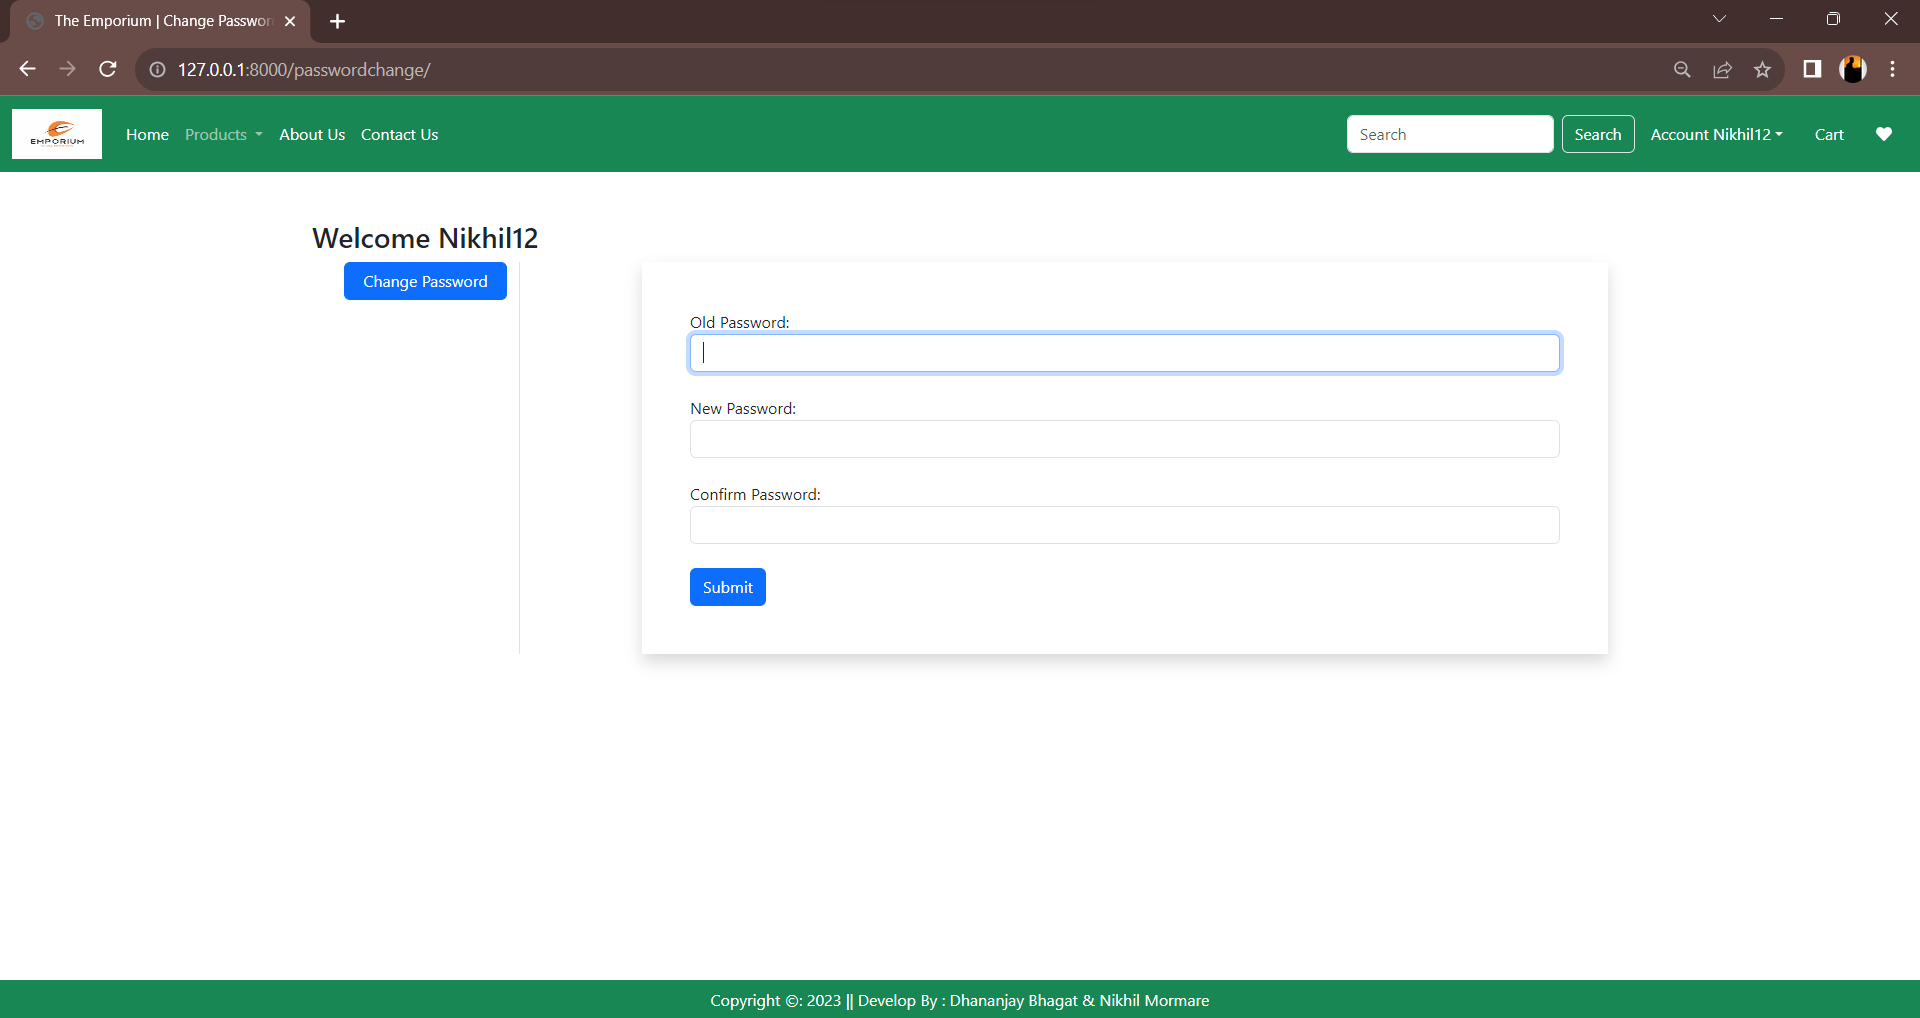 The Emporium | Change Passwor
127.0.0.1:8000/passwordchange/
EMPORIUM
Home Products About Us Contact Us Search Search Account Nikhil12 Cart
Welcome Nikhil12
Change Password
Old Password:
New Password:
Confirm Password:
Submit
Copyright ©: 2023 || Develop By : Dhananjay Bhagat & Nikhil Mormare